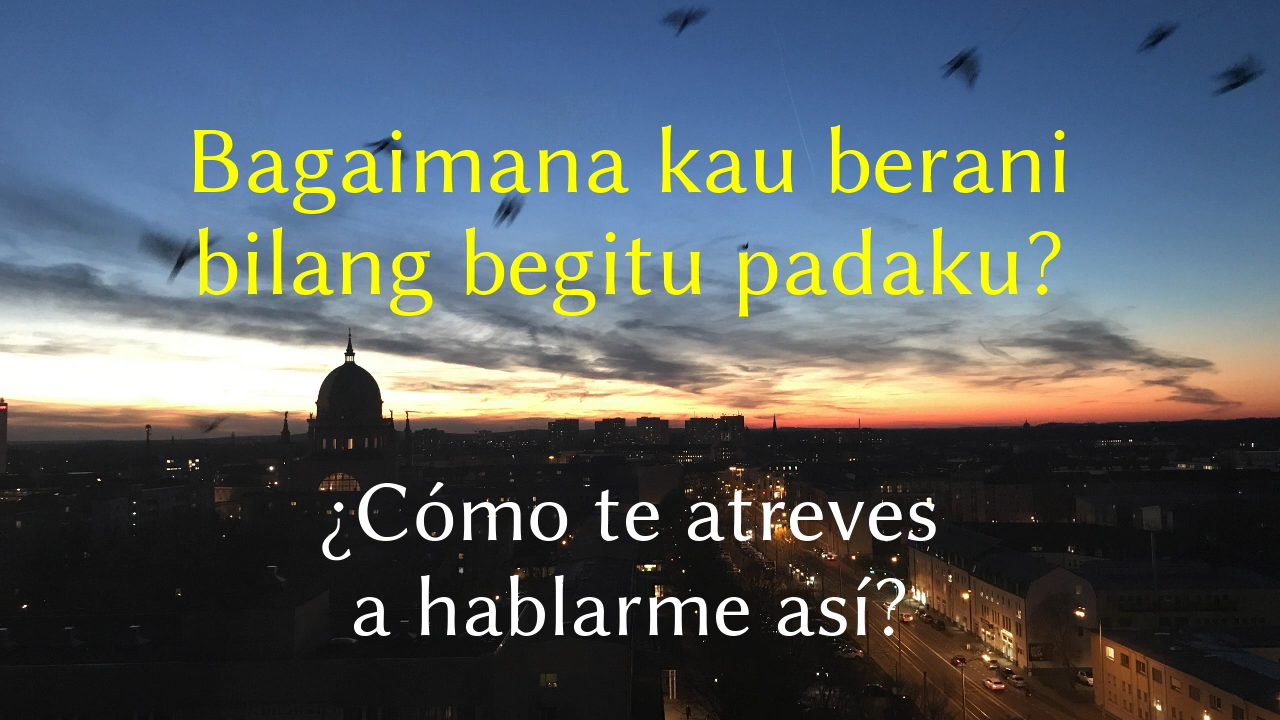 Bagaimana kau berani
bilang begitu padaku?
¿Cómo te atreves
a hablarme así?